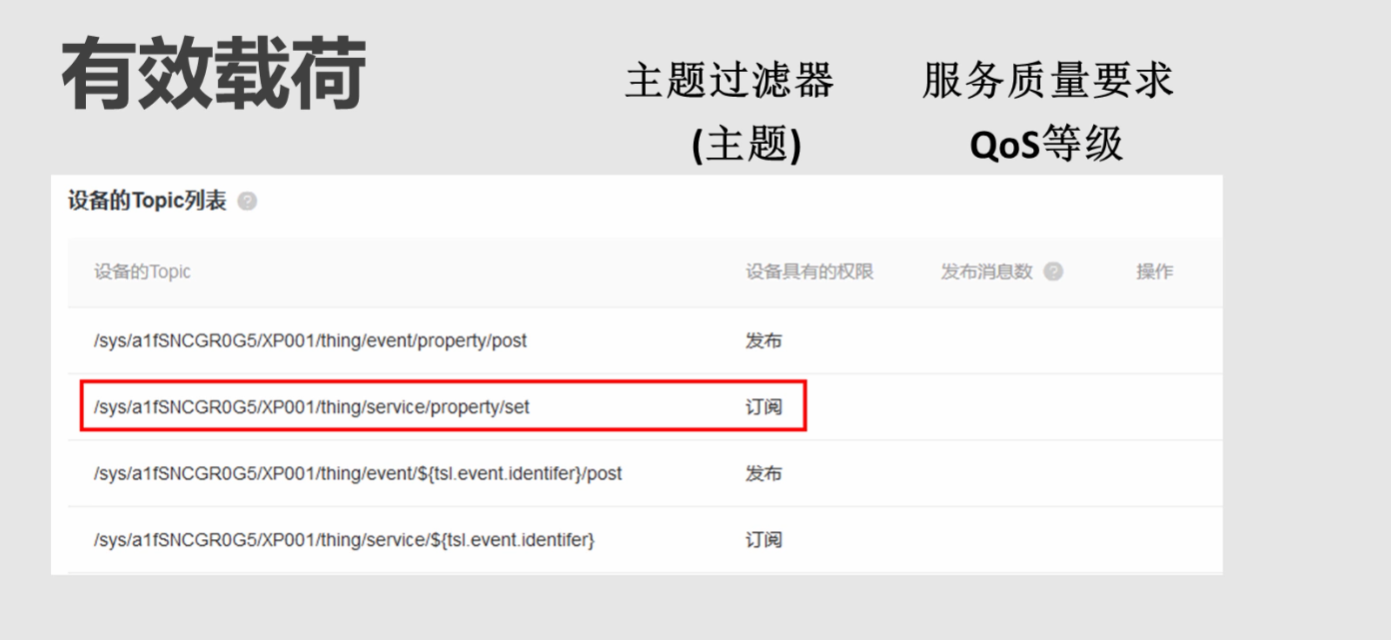 有效载荷
主题过滤器 服务质量要求
(主题) QoS等级
设备的Topic列表 ?
设备的Topic 设备具有的权限 发布消息数 ? 操作
/sys/a1fSNCGR0G5/XP001/thing/event/property/post 发布
/sys/a1fSNCGR0G5/XP001/thing/service/property/set 订阅
/sys/a1fSNCGR0G5/XP001/thing/event/${tsl.event.identifer}/post 发布
/sys/a1fSNCGR0G5/XP001/thing/service/${tsl.event.identifer} 订阅